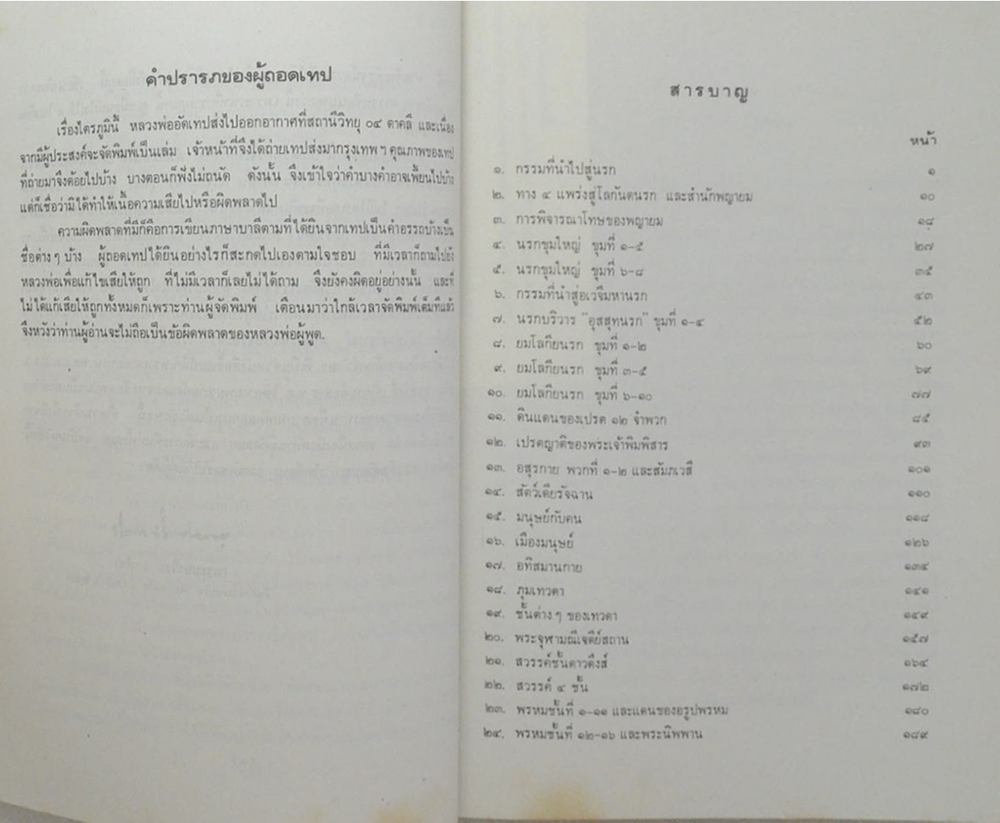 คำปรารภของผู้ถอดเทป
เรื่องไตรภูมินี้ หลวงพ่ออัดเทปส่งไปออกอากาศที่สถานีวิทยุ ๐๔ ตาคลี และเนื่อง
จากมีผู้ประสงค์จะจัดพิมพ์เป็นเล่ม เจ้าหน้าที่จึงได้ถ่ายเทปส่งมากรุงเทพ ฯ คุณภาพของเทป
ที่ถ่ายมาจึงด้อยไปบ้าง บางตอนก็ฟังไม่ถนัด ดังนั้น จึงเข้าใจว่าคำบางคำอาจเพี้ยนไปบ้าง
แต่ก็เชื่อว่ามิได้ทำให้เนื้อความเสียไปหรือผิดพลาดไป
ความผิดพลาดที่มีก็คือการเขียนภาษาบาลีตามที่ได้ยินจากเทปเป็นคำอรรถบ้างเป็น
ชื่อต่าง ๆ บ้าง ผู้ถอดเทปได้ยินอย่างไรก็สะกดไปเองตามใจชอบ ที่มีเวลาก็ถามไปยัง
หลวงพ่อเพื่อแก้ไขเสียให้ถูก ที่ไม่มีเวลาก็เลยไม่ได้ถาม จึงยังคงผิดอยู่อย่างนั้น และที่
ไม่ได้แก้เสียให้ถูกทั้งหมดก็เพราะท่านผู้จัดพิมพ์ เตือนมาว่าใกล้เวลาจัดพิมพ์เต็มทีแล้ว
จึงหวังว่าท่านผู้อ่านจะไม่ถือเป็นข้อผิดพลาดของหลวงพ่อผู้พูด.
สารบาญ
หน้า
๑. กรรมที่นำไปสู่นรก ๑
๒. ทาง ๔ แพร่งสู่โลกันตนรก และสำนักพญายม ๑๐
๓. การพิจารณาโทษของพญายม ๑๘
๔. นรกขุมใหญ่ ขุมที่ ๑-๕ ๒๗
๕. นรกขุมใหญ่ ขุมที่ ๖-๘ ๓๕
๖. กรรมที่นำสู่อเวจีมหานรก ๔๓
๗. นรกบริวาร "อุสสุทนรก" ขุมที่ ๑-๔ ๕๒
๘. ยมโลกียนรก ขุมที่ ๑-๒ ๖๐
๙. ยมโลกียนรก ขุมที่ ๓-๕ ๖๙
๑๐. ยมโลกียนรก ขุมที่ ๖-๑๐ ๗๗
๑๑. ดินแดนของเปรต ๑๒ จำพวก ๘๕
๑๒. เปรตญาติของพระเจ้าพิมพิสาร ๙๓
๑๓. อสุรกาย พวกที่ ๑-๒ และสัมภเวสี ๑๐๑
๑๔. สัตว์เดียรัจฉาน ๑๑๐
๑๕. มนุษย์กับคน ๑๑๘
๑๖. เมืองมนุษย์ ๑๒๖
๑๗. อทิสมานกาย ๑๓๔
๑๘. ภุมเทวดา ๑๔๑
๑๙. ชั้นต่าง ๆ ของเทวดา ๑๔๙
๒๐. พระจุฬามณีเจดีย์สถาน ๑๕๗
๒๑. สวรรค์ชั้นดาวดึงส์ ๑๖๔
๒๒. สวรรค์ ๔ ชั้น ๑๗๒
๒๓. พรหมชั้นที่ ๑-๑๑ และแดนของอรูปพรหม ๑๘๐
๒๔. พรหมชั้นที่ ๑๒-๑๖ และพระนิพพาน ๑๘๙